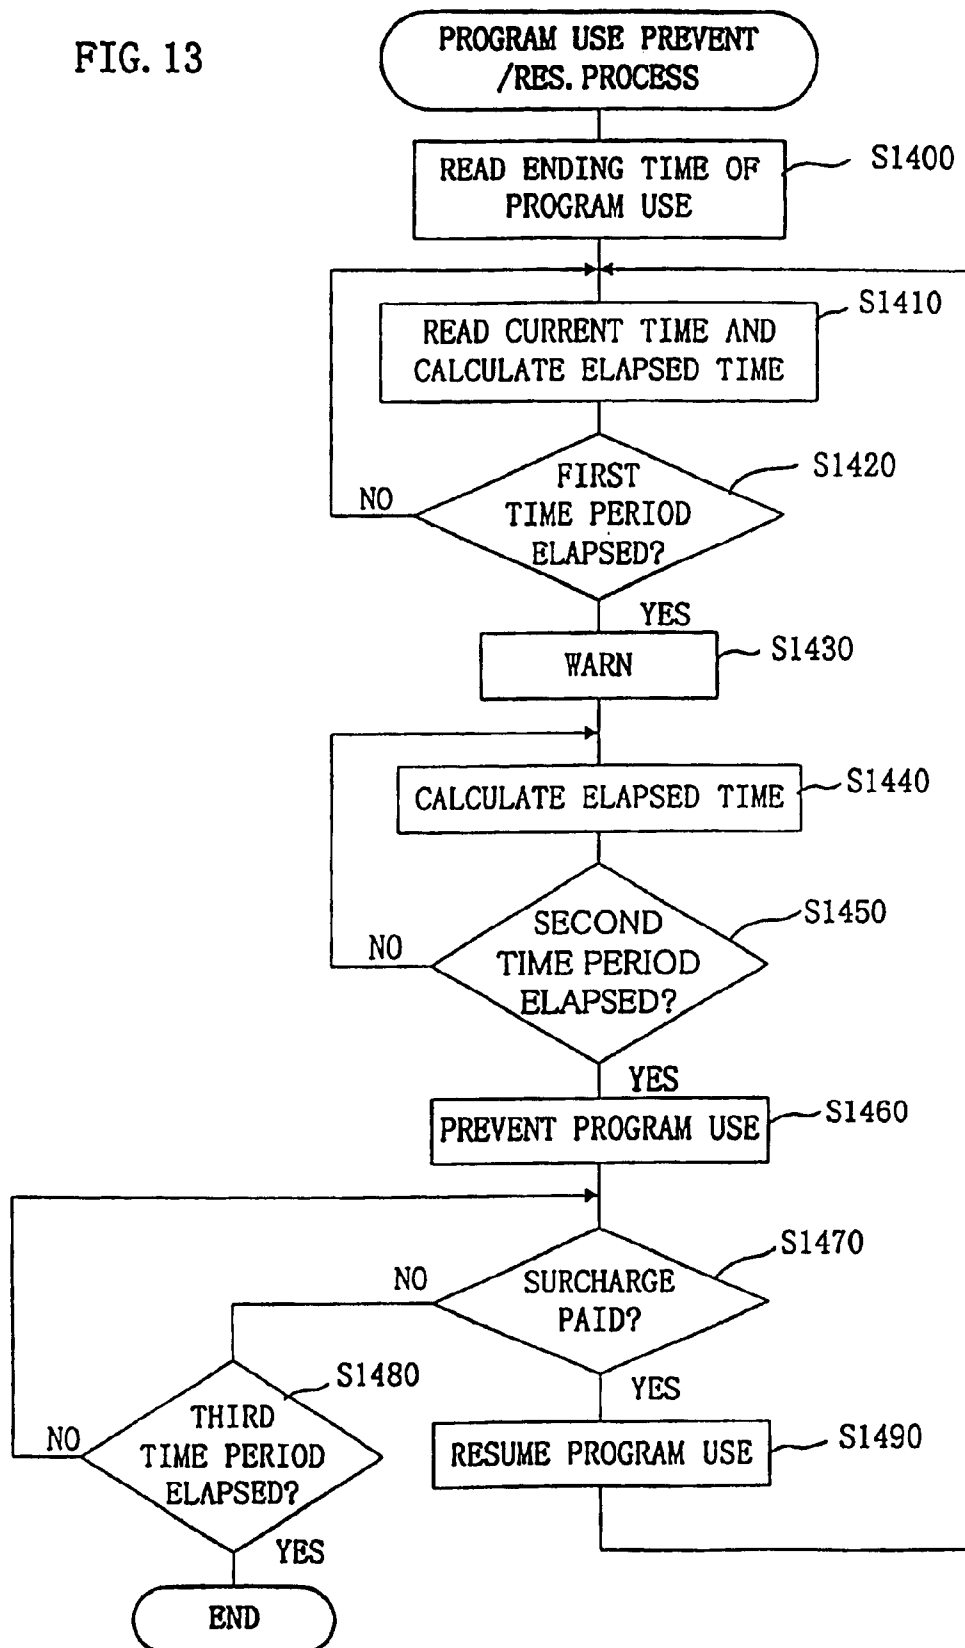 FIG. 13
PROGRAM USE PREVENT
/RES. PROCESS
READ ENDING TIME OF
PROGRAM USE
S1400
READ CURRENT TIME AND
CALCULATE ELAPSED TIME
S1410
FIRST
TIME PERIOD
ELAPSED?
S1420
NO
YES
WARN
S1430
CALCULATE ELAPSED TIME
S1440
SECOND
TIME PERIOD
ELAPSED?
S1450
NO
YES
PREVENT PROGRAM USE
S1460
SURCHARGE
PAID?
S1470
NO
YES
THIRD
TIME PERIOD
ELAPSED?
S1480
NO
YES
RESUME PROGRAM USE
S1490
END